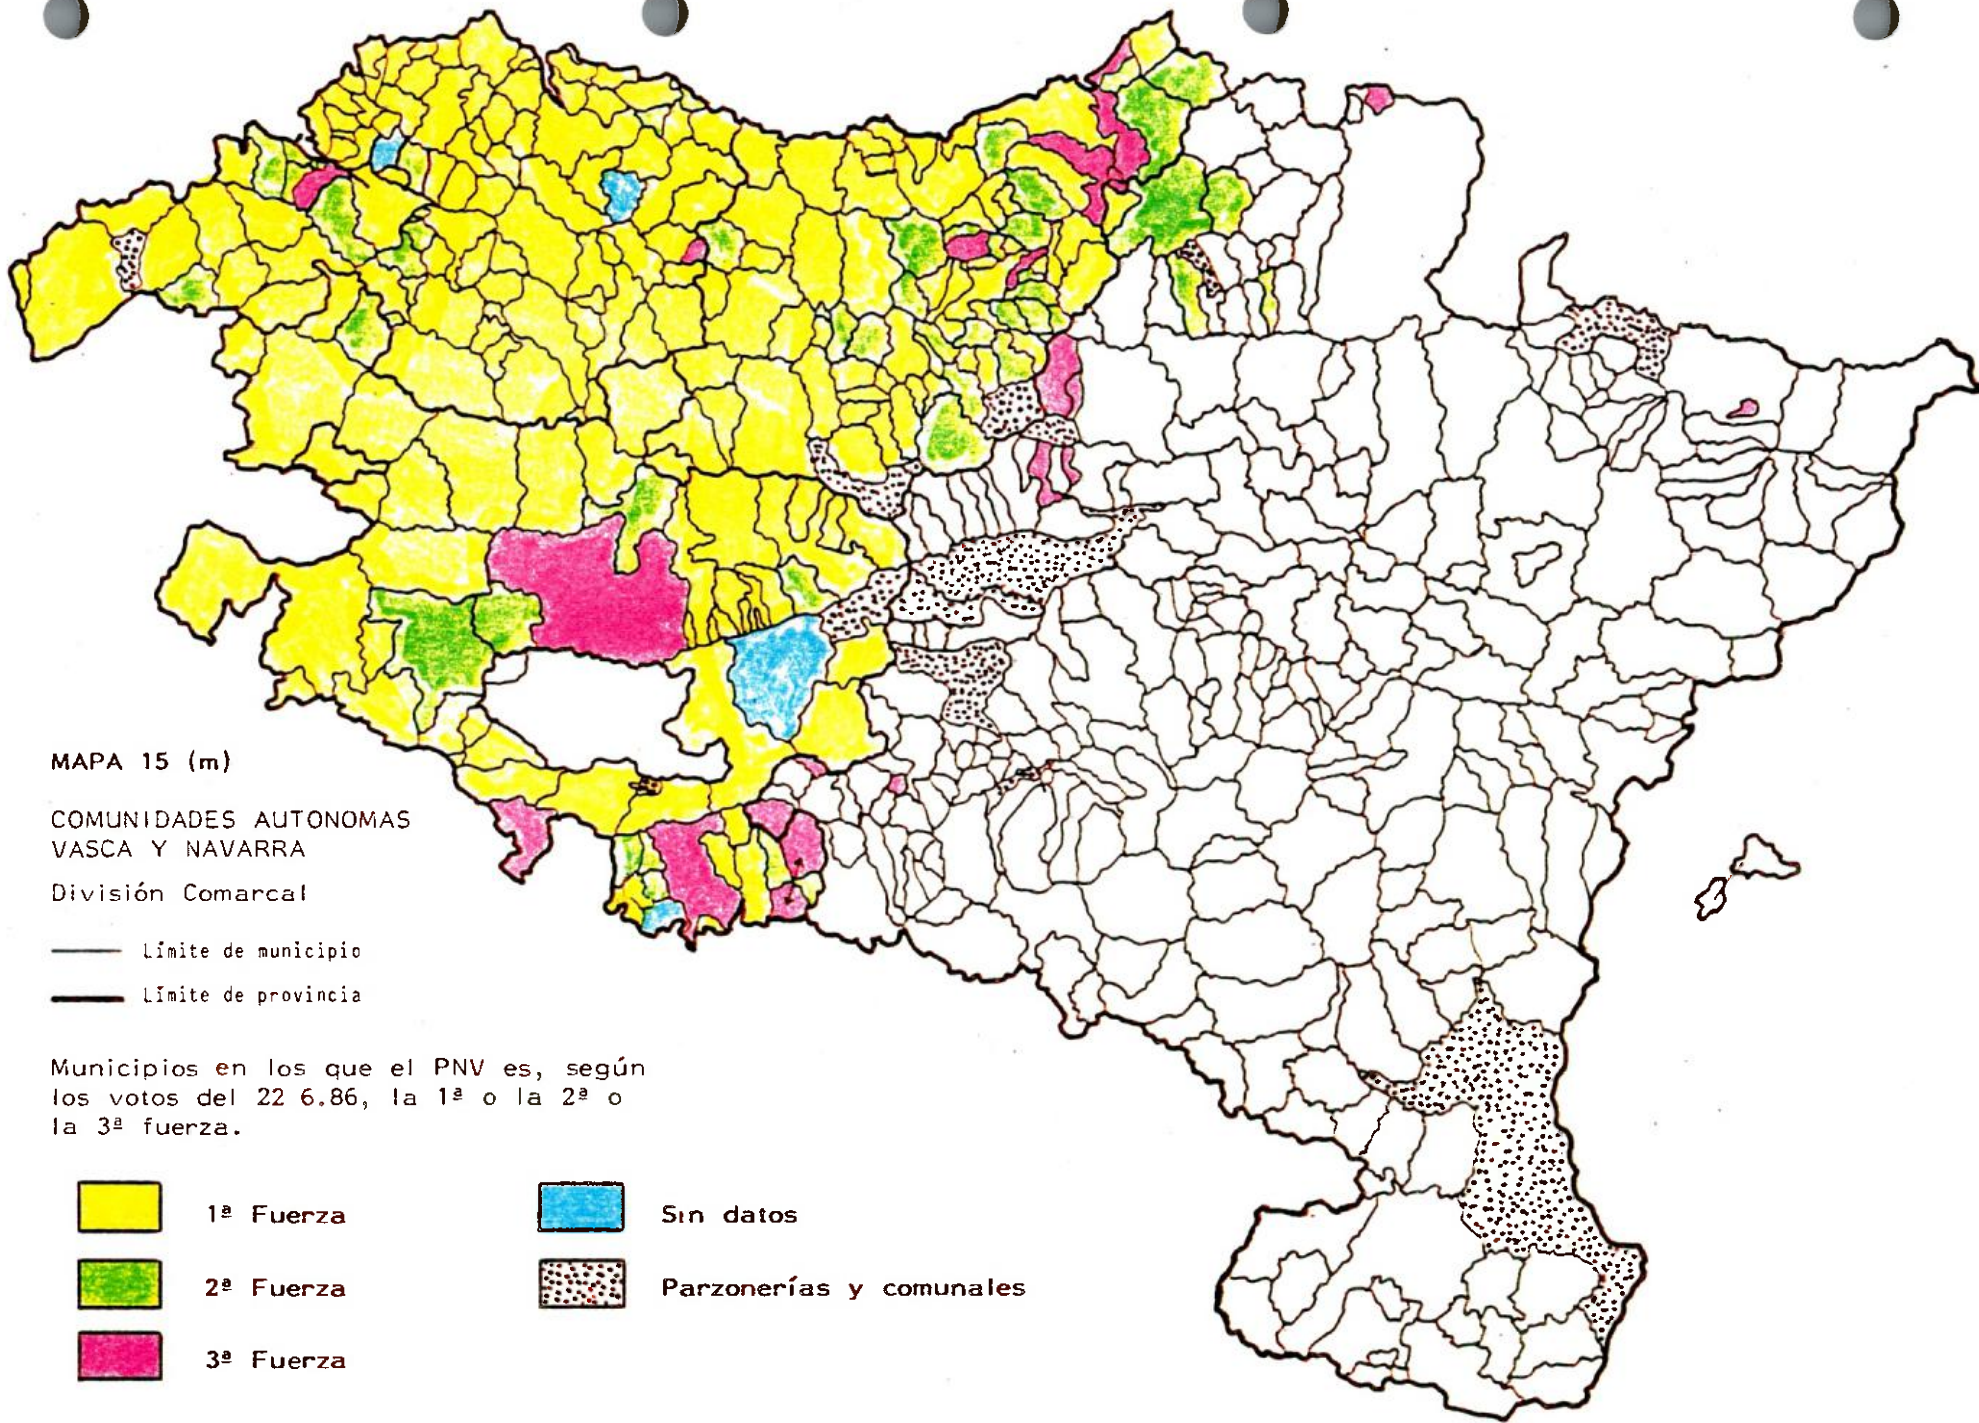 MAPA 15 (m)
COMUNIDADES AUTONOMAS
VASCA Y NAVARRA
División Comarcal
Límite de municipio
Límite de provincia
Municipios en los que el PNV es, según
los votos del 22 6.86, la 1ª o la 2ª o
la 3ª fuerza.
1ª Fuerza
2ª Fuerza
3ª Fuerza
Sin datos
Parzonerías y comunales